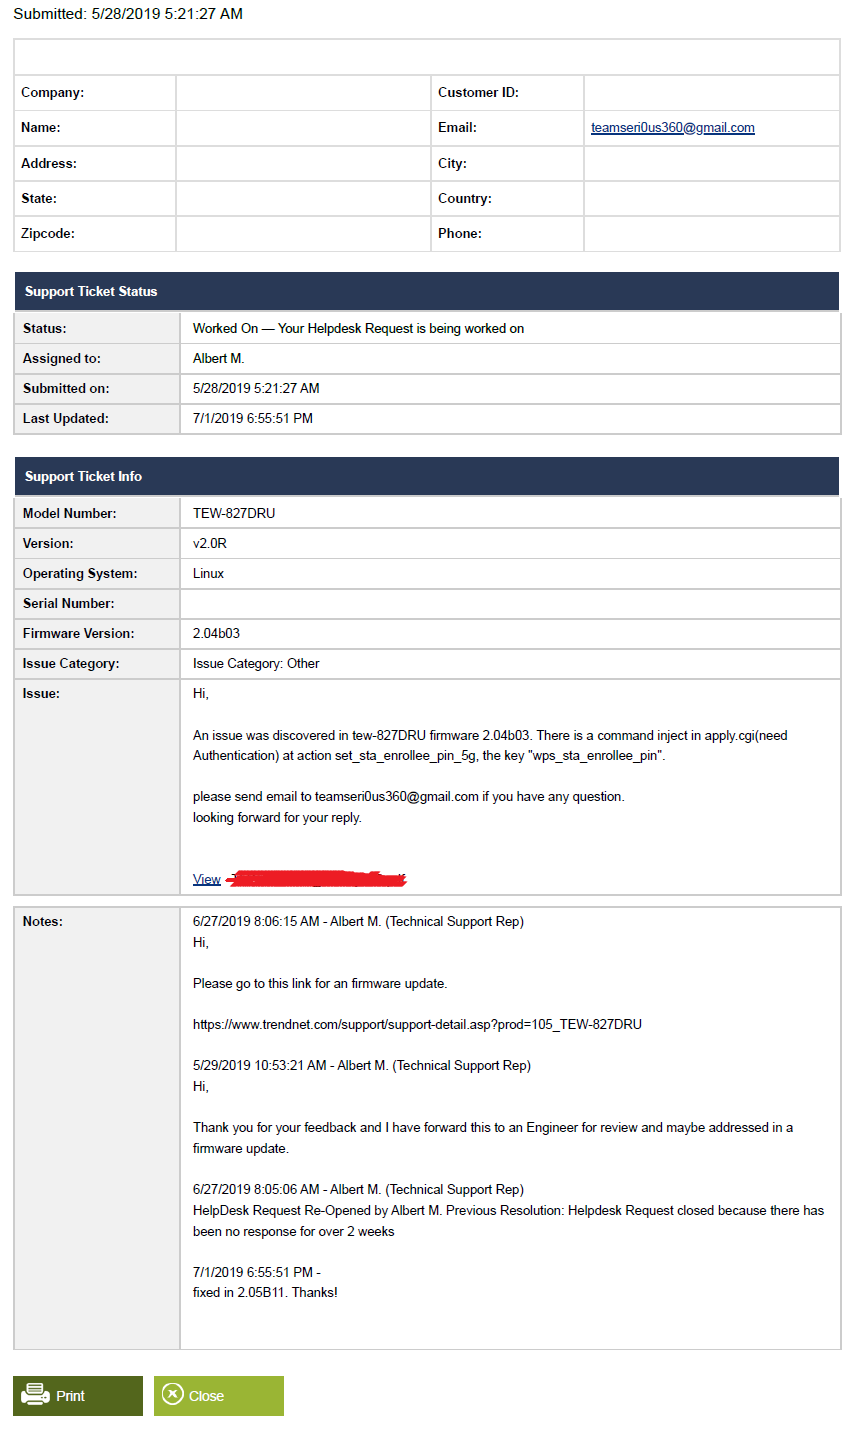 Submitted: 5/28/2019 5:21:27 AM
Company: Customer ID:
Name: Email: teamseri0us360@gmail.com
Address: City:
State: Country:
Zipcode: Phone:
Support Ticket Status
Status: Worked On — Your Helpdesk Request is being worked on
Assigned to: Albert M.
Submitted on: 5/28/2019 5:21:27 AM
Last Updated: 7/1/2019 6:55:51 PM
Support Ticket Info
Model Number: TEW-827DRU
Version: v2.0R
Operating System: Linux
Serial Number:
Firmware Version: 2.04b03
Issue Category: Issue Category: Other
Issue: Hi,
An issue was discovered in tew-827DRU firmware 2.04b03. There is a command inject in apply.cgi(need
Authentication) at action set_sta_enrollee_pin_5g, the key "wps_sta_enrollee_pin".
please send email to teamseri0us360@gmail.com if you have any question.
looking forward for your reply.
View
Notes: 6/27/2019 8:06:15 AM - Albert M. (Technical Support Rep)
Hi,
Please go to this link for an firmware update.
https://www.trendnet.com/support/support-detail.asp?prod=105_TEW-827DRU
5/29/2019 10:53:21 AM - Albert M. (Technical Support Rep)
Hi,
Thank you for your feedback and I have forward this to an Engineer for review and maybe addressed in a
firmware update.
6/27/2019 8:05:06 AM - Albert M. (Technical Support Rep)
HelpDesk Request Re-Opened by Albert M. Previous Resolution: Helpdesk Request closed because there has
been no response for over 2 weeks
7/1/2019 6:55:51 PM -
fixed in 2.05B11. Thanks!
Print Close